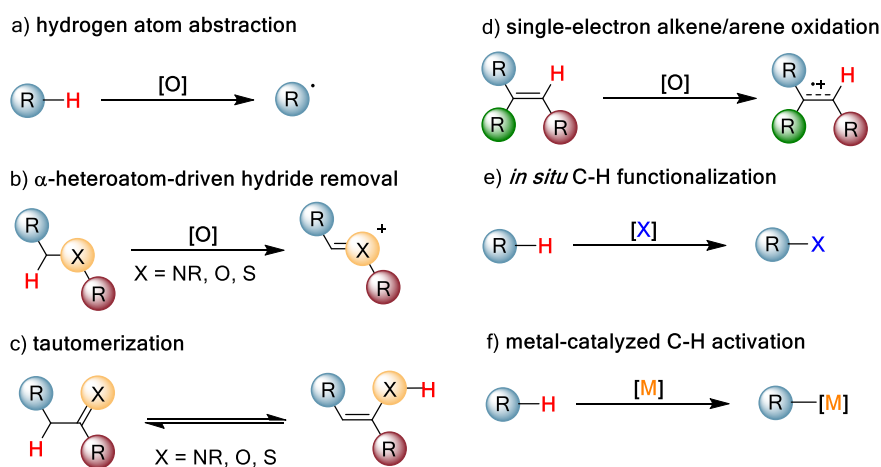 a) hydrogen atom abstraction
R H [O] R·
b) α-heteroatom-driven hydride removal
R X H R [O] X = NR, O, S R X + R
c) tautomerization
R X H R X = NR, O, S R X H R
d) single-electron alkene/arene oxidation
R H R R [O] R ·+ H R R
e) in situ C-H functionalization
R H [X] R X
f) metal-catalyzed C-H activation
R H [M] R [M]